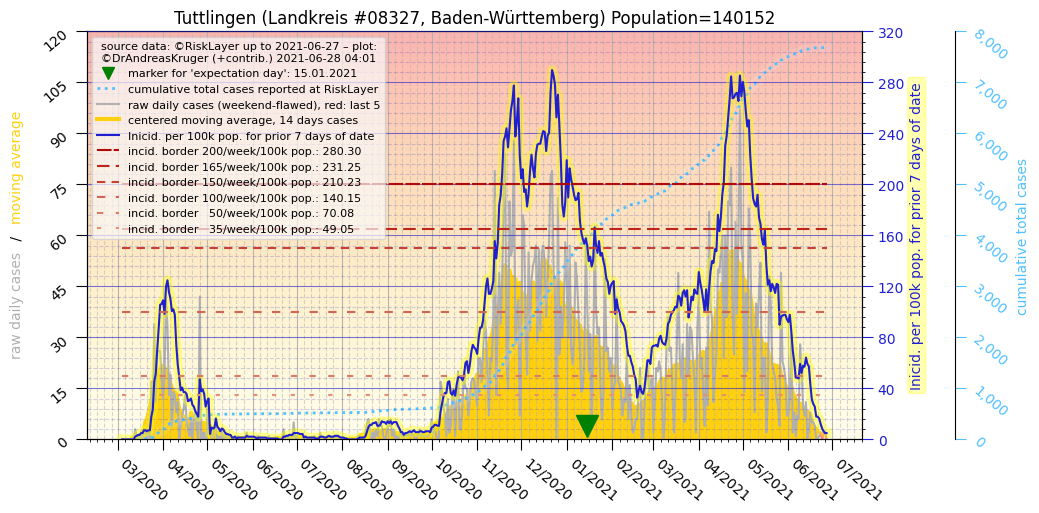 Tuttlingen (Landkreis #08327, Baden-Württemberg) Population=140152
source data: ©RiskLayer up to 2021-06-27 – plot:
©DrAndreasKruger (+contrib.) 2021-06-28 04:01
marker for 'expectation day': 15.01.2021
cumulative total cases reported at RiskLayer
raw daily cases (weekend-flawed), red: last 5
centered moving average, 14 days cases
Inicid. per 100k pop. for prior 7 days of date
incid. border 200/week/100k pop.: 280.30
incid. border 165/week/100k pop.: 231.25
incid. border 150/week/100k pop.: 210.23
incid. border 100/week/100k pop.: 140.15
incid. border 50/week/100k pop.: 70.08
incid. border 35/week/100k pop.: 49.05
raw daily cases / moving average
120
105
90
75
60
45
30
15
0
320
280
240
200
160
120
80
40
0
Inicid. per 100k pop. for prior 7 days of date
8,000
7,000
6,000
5,000
4,000
3,000
2,000
1,000
0
cumulative total cases
03/2020
04/2020
05/2020
06/2020
07/2020
08/2020
09/2020
10/2020
11/2020
12/2020
01/2021
02/2021
03/2021
04/2021
05/2021
06/2021
07/2021